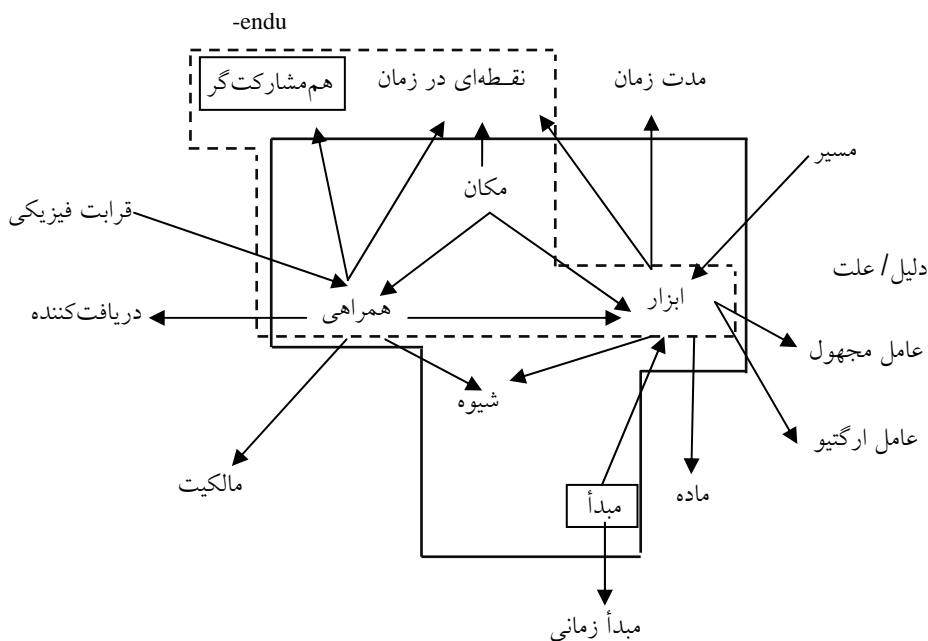 -endu
هم‌مشارکت‌گر
نقطه‌ای در زمان
مدت زمان
مسیر
مکان
قرابت فیزیکی
دلیل/ علت
ابزار
همراهی
دریافت‌کننده
عامل مجهول
شیوه
عامل ارگتیو
مالکیت
ماده
مبدأ
مبدأ زمانی